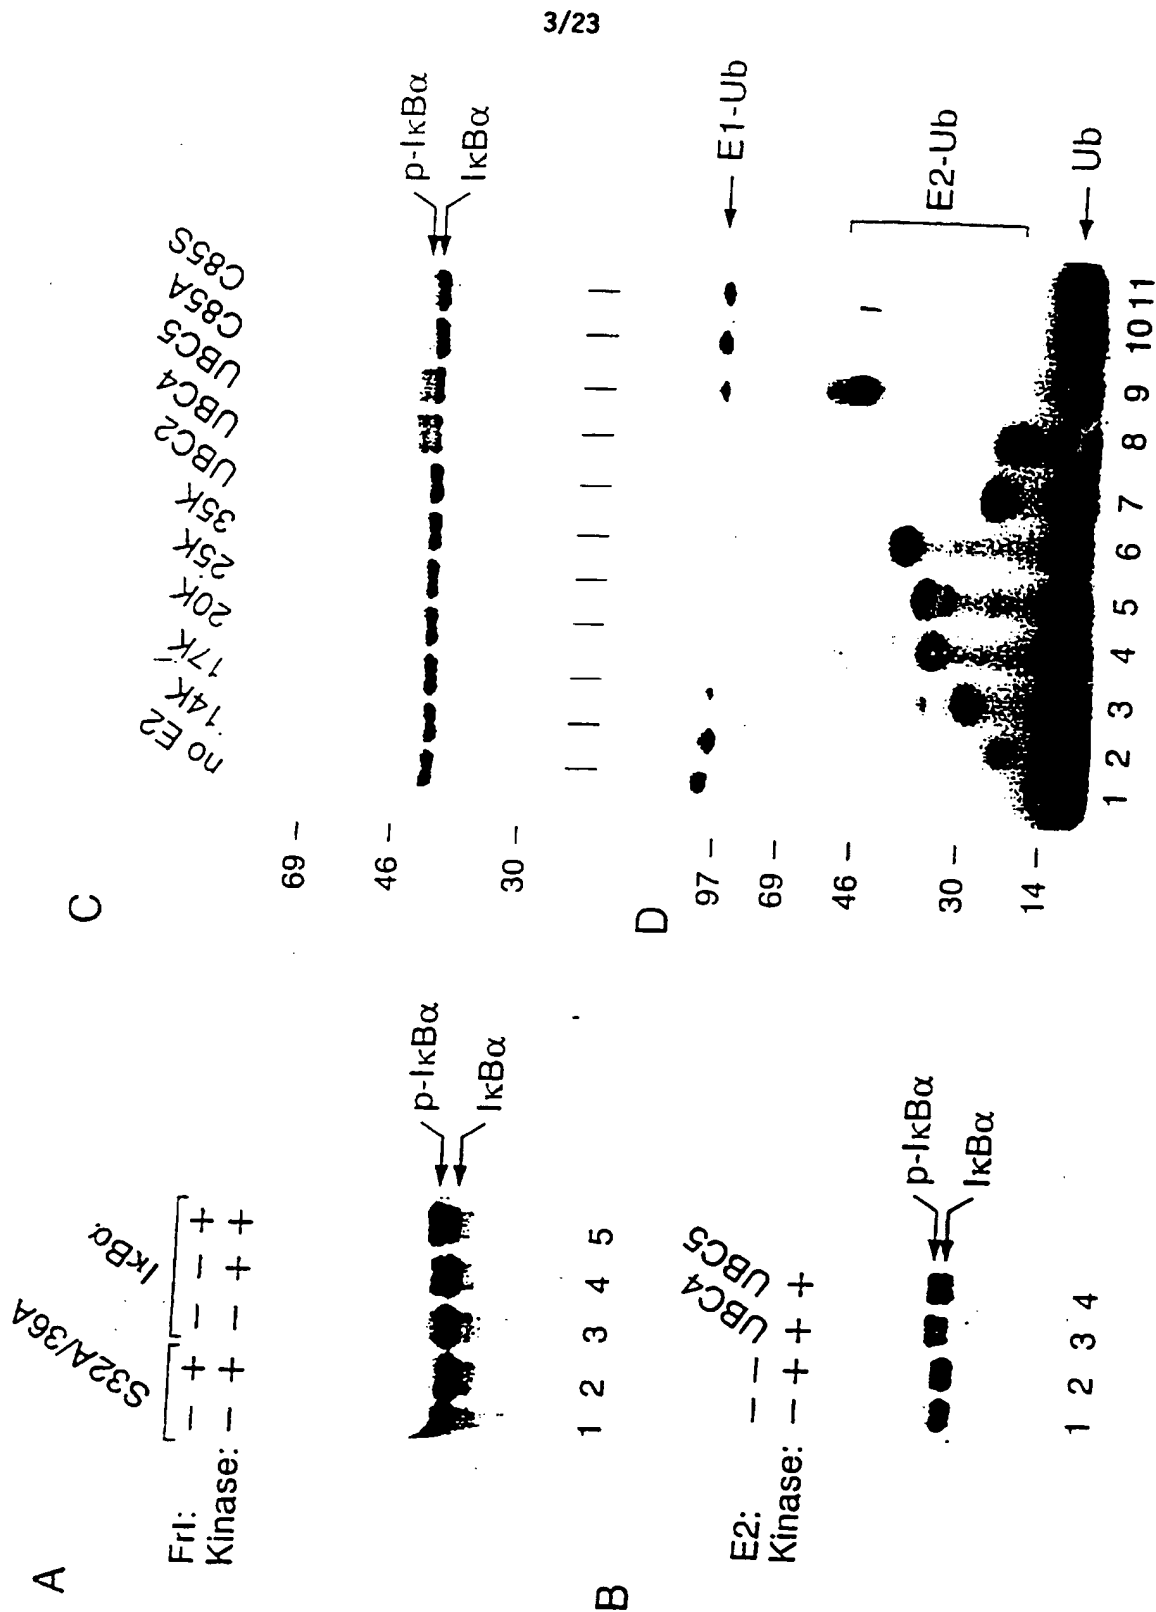 3/23
A
S32A/36A IκBα
FrI: − + − − +
Kinase: − + − + +
p-IκBα
IκBα
1 2 3 4 5
B
E2: − − UBC4 UBC5
Kinase: − + + +
p-IκBα
IκBα
1 2 3 4
C
no E2 14K 17K 20K 25K 35K UBC2 UBC4 UBC5 C85A C85S
69 −
46 −
30 −
p-IκBα
IκBα
D
97 −
69 −
46 −
30 −
14 −
E1-Ub
E2-Ub
Ub
1 2 3 4 5 6 7 8 9 10 11